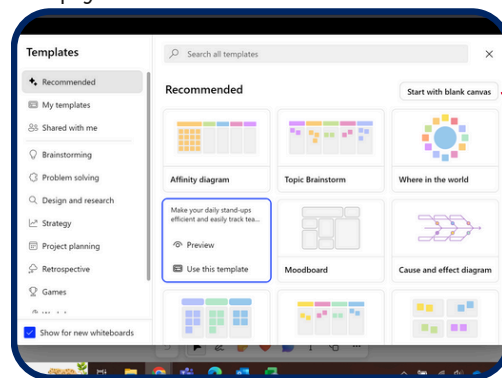 Templates
Search all templates
Recommended
My templates
Shared with me
Brainstorming
Problem solving
Design and research
Strategy
Project planning
Retrospective
Games
Show for new whiteboards
Recommended
Start with blank canvas
Affinity diagram
Topic Brainstorm
Where in the world
Make your daily stand-ups
efficient and easily track tea...
Preview
Use this template
Moodboard
Cause and effect diagram